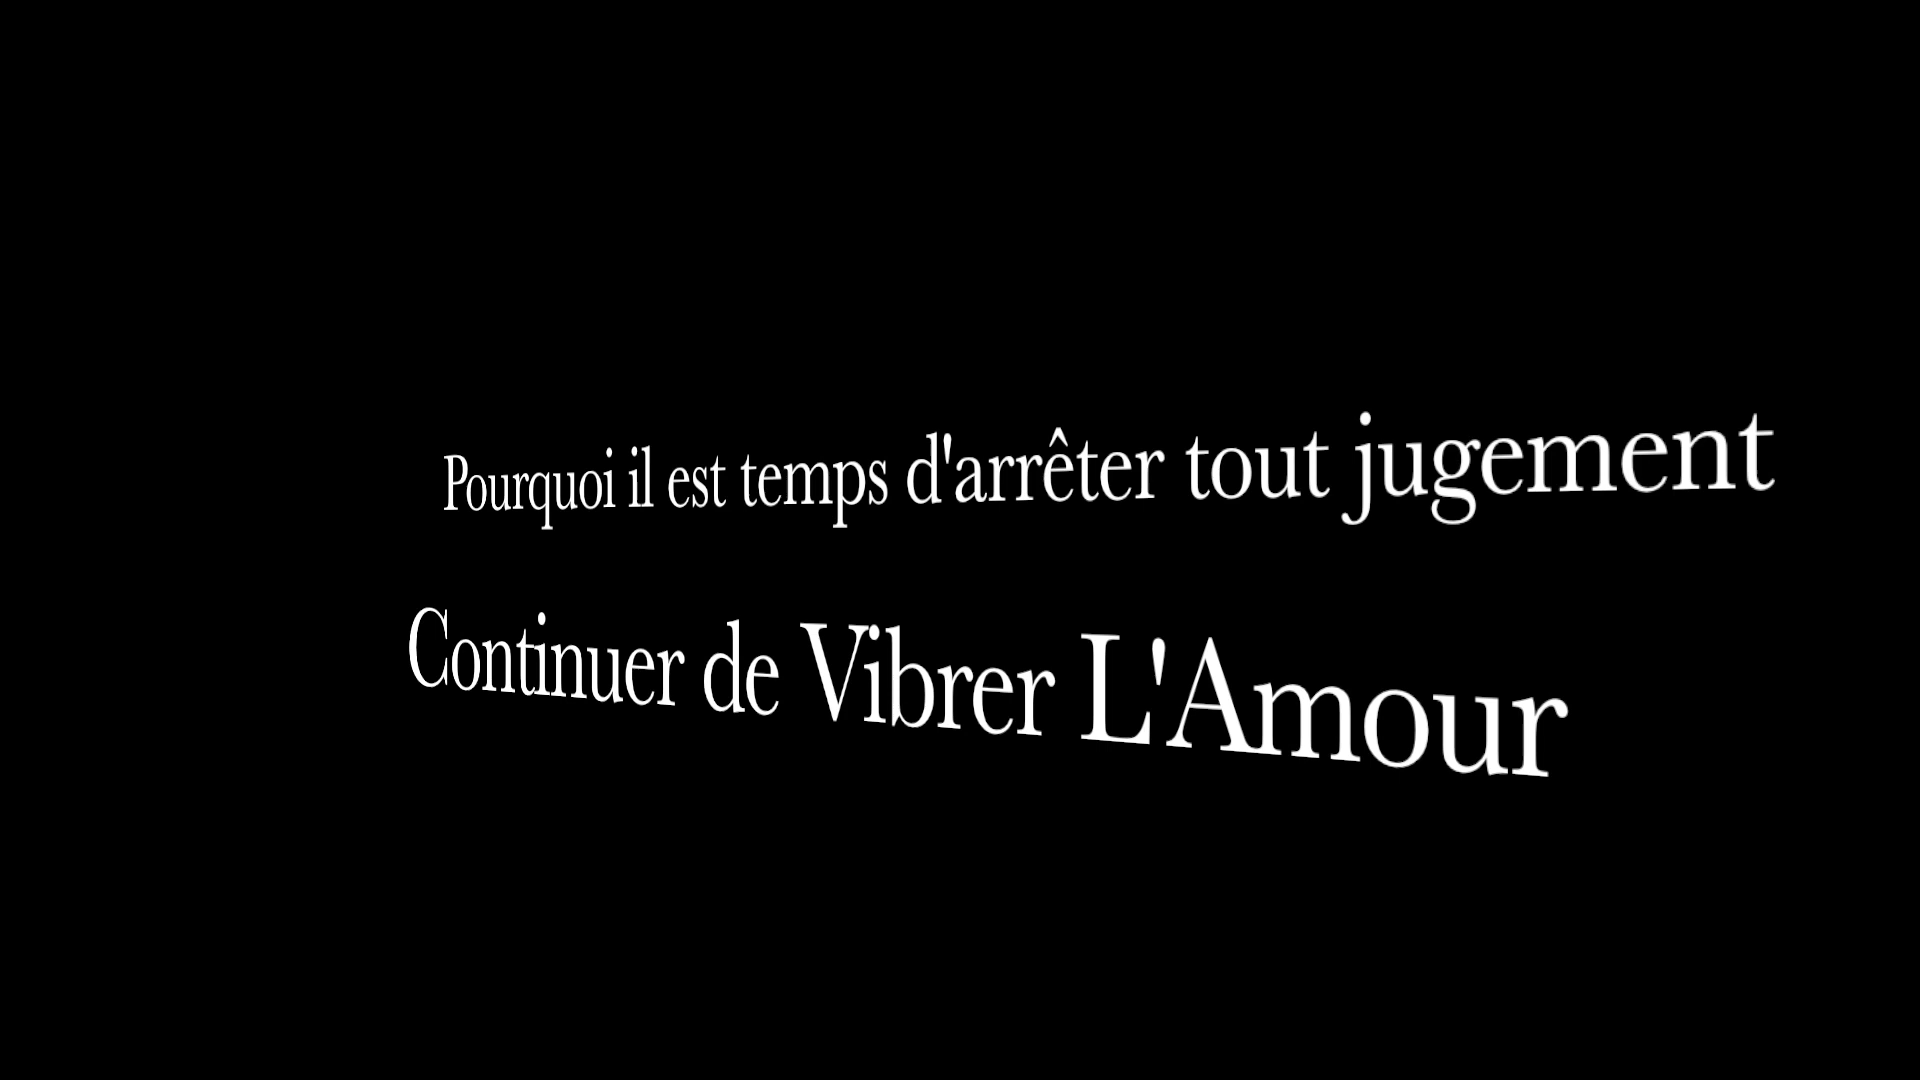 Pourquoi il est temps d'arrêter tout jugement
Continuer de Vibrer L'Amour